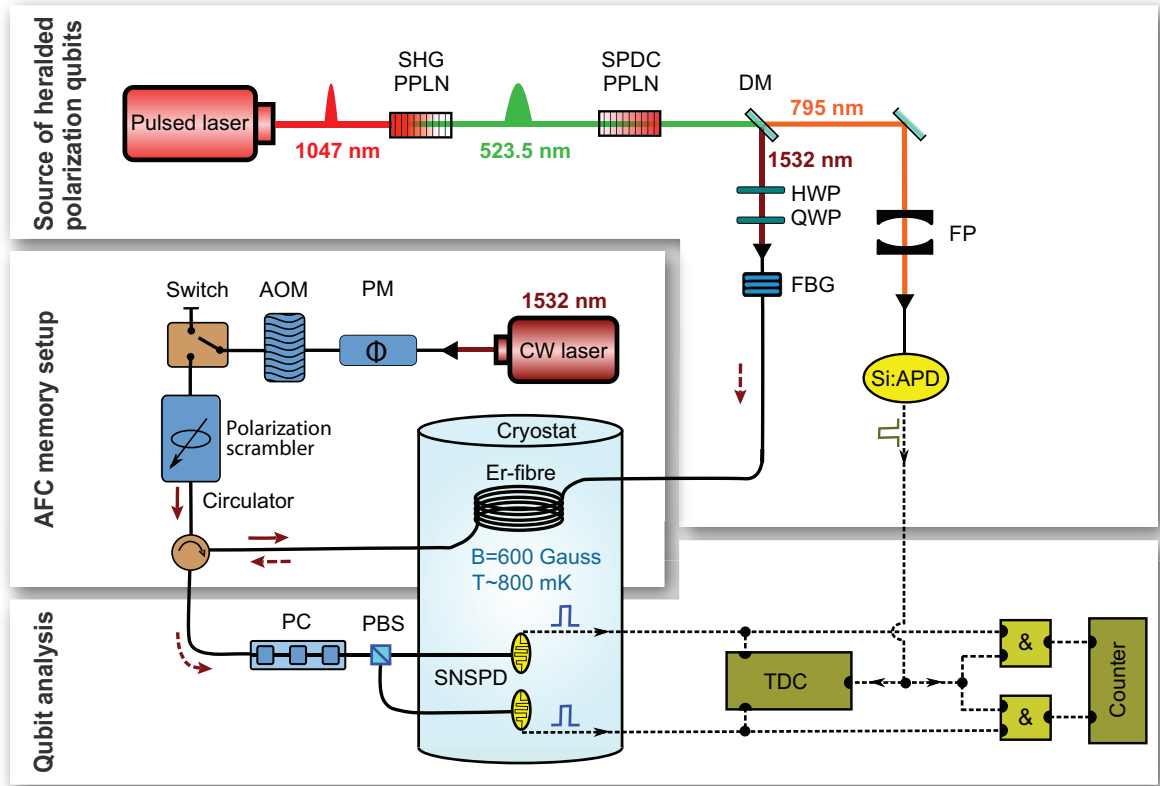 Source of heralded
polarization qubits
Pulsed laser
1047 nm
SHG
PPLN
523.5 nm
SPDC
PPLN
DM
795 nm
1532 nm
HWP
QWP
FBG
FP
Si:APD
AFC memory setup
Switch
AOM
PM
Φ
1532 nm
CW laser
Polarization
scrambler
Circulator
Cryostat
Er-fibre
B=600 Gauss
T~800 mK
Qubit analysis
PC
PBS
SNSPD
TDC
&
&
Counter